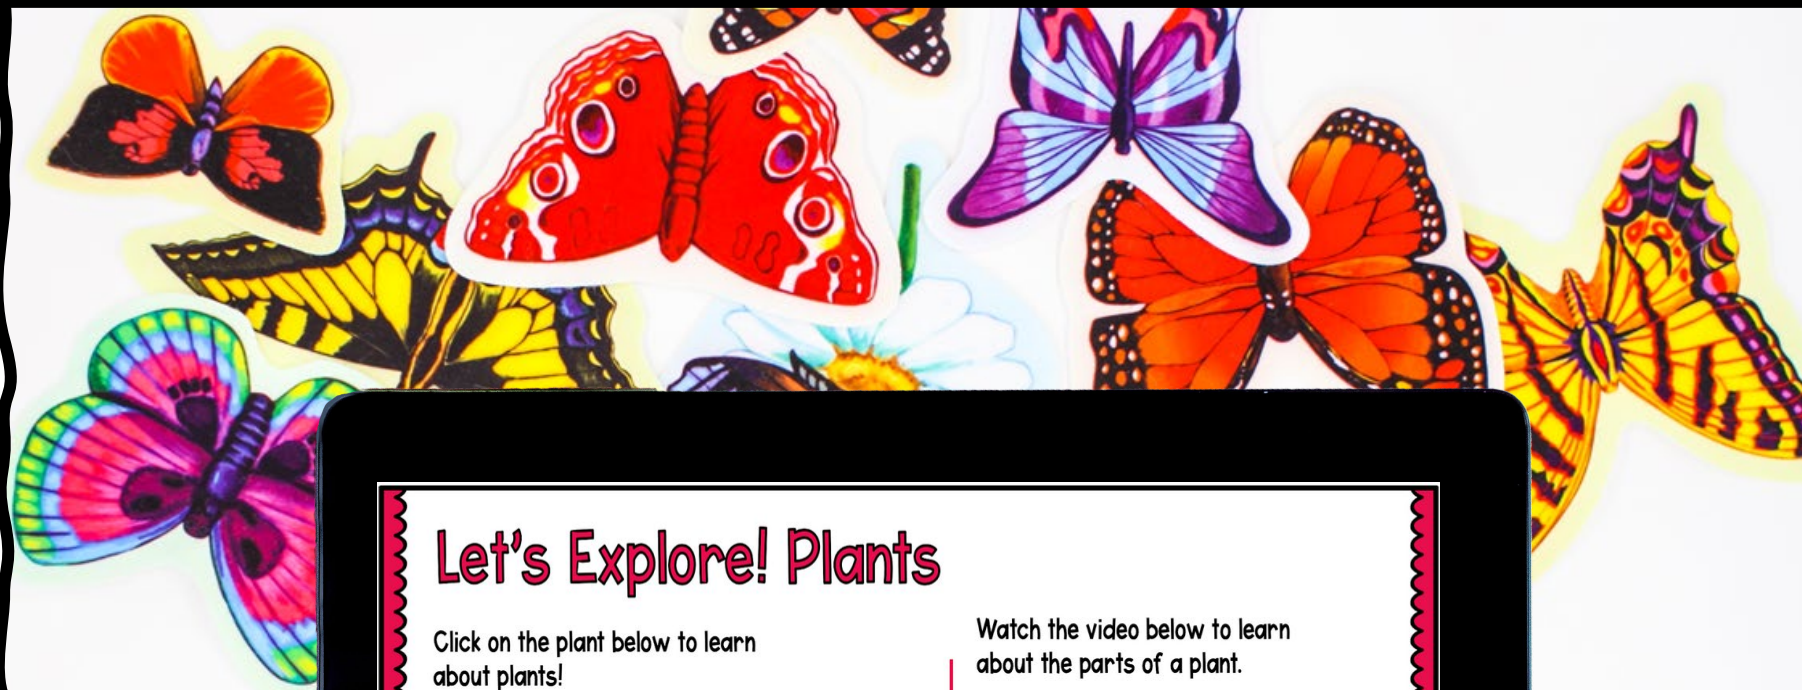 Let's Explore! Plants
Click on the plant below to learn
about plants!
Watch the video below to learn
about the parts of a plant.